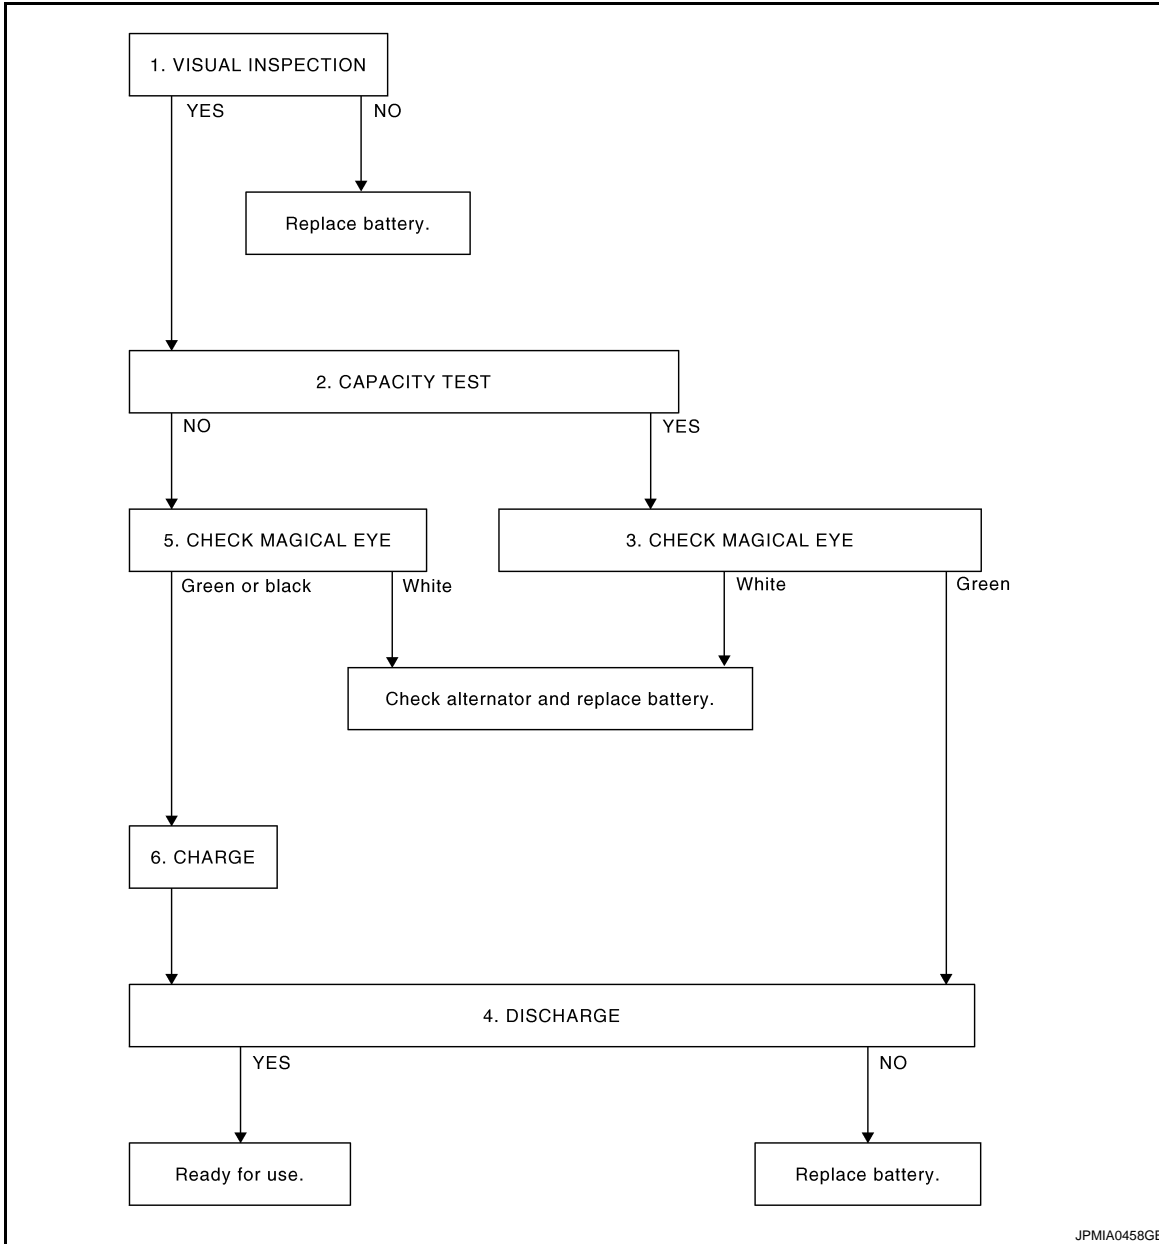 1. VISUAL INSPECTION
YES
NO
Replace battery.
2. CAPACITY TEST
NO
YES
5. CHECK MAGICAL EYE
3. CHECK MAGICAL EYE
Green or black
White
White
Green
Check alternator and replace battery.
6. CHARGE
4. DISCHARGE
YES
NO
Ready for use.
Replace battery.
JPMIA0458GE